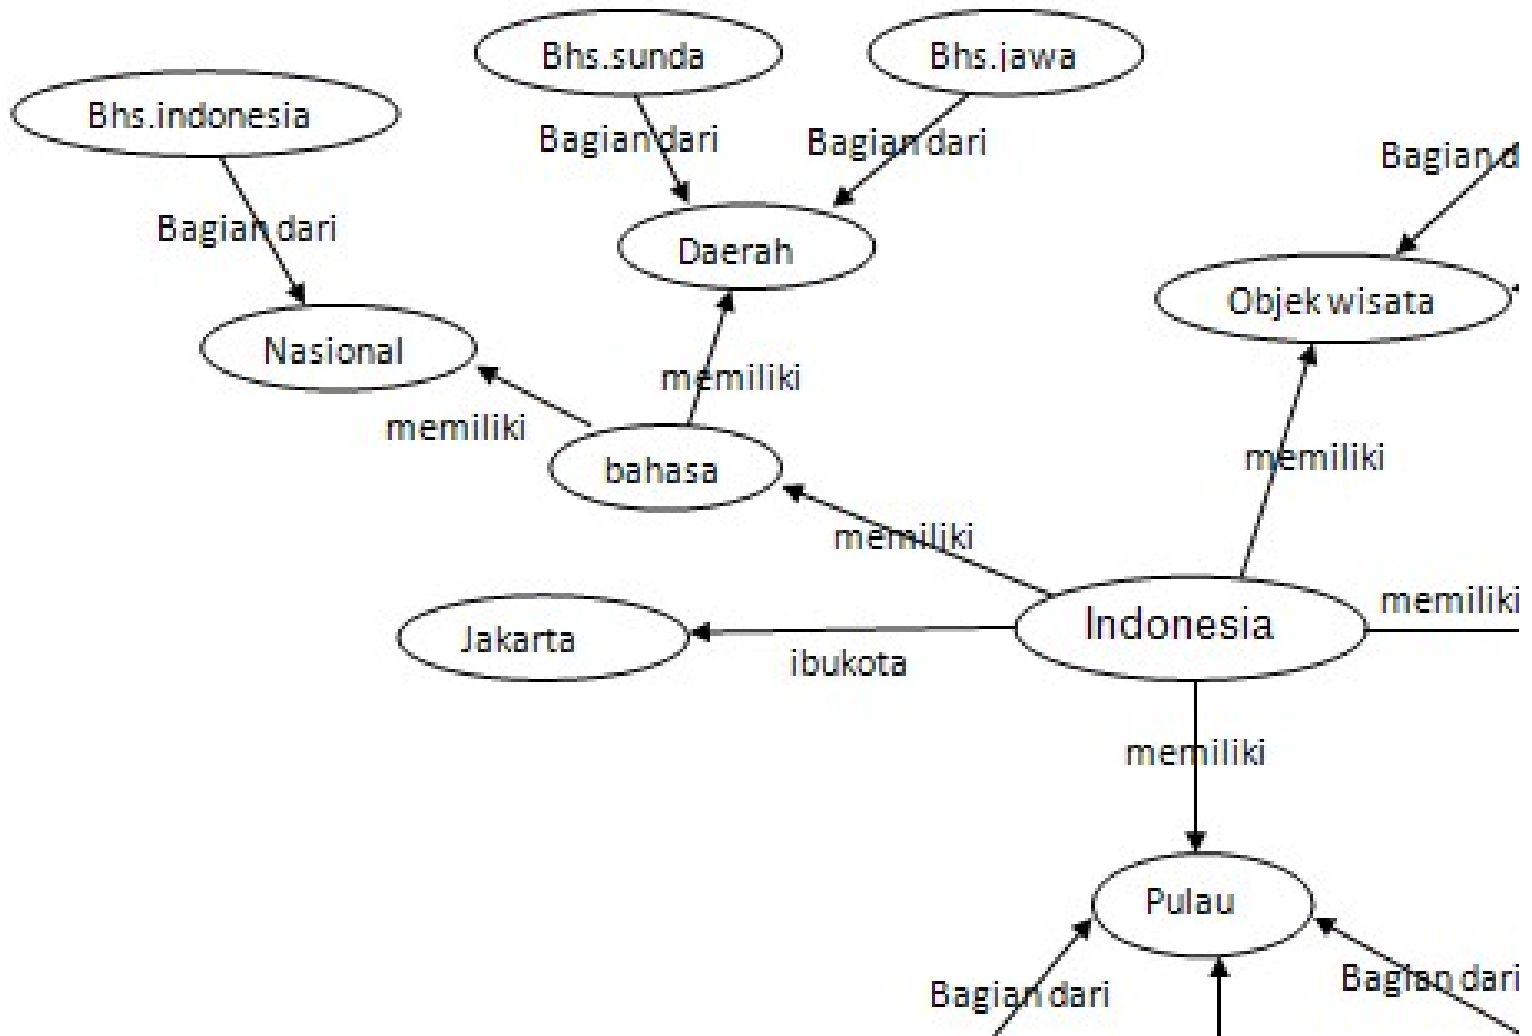 Bhs.sunda
Bhs.jawa
Bhs.indonesia
Bagian dari
Bagian dari
Bagian d
Bagian dari
Daerah
Objek wisata
Nasional
memiliki
memiliki
memiliki
bahasa
memiliki
memiliki
Indonesia
Jakarta
ibukota
memiliki
Pulau
Bagian dari
Bagian dari